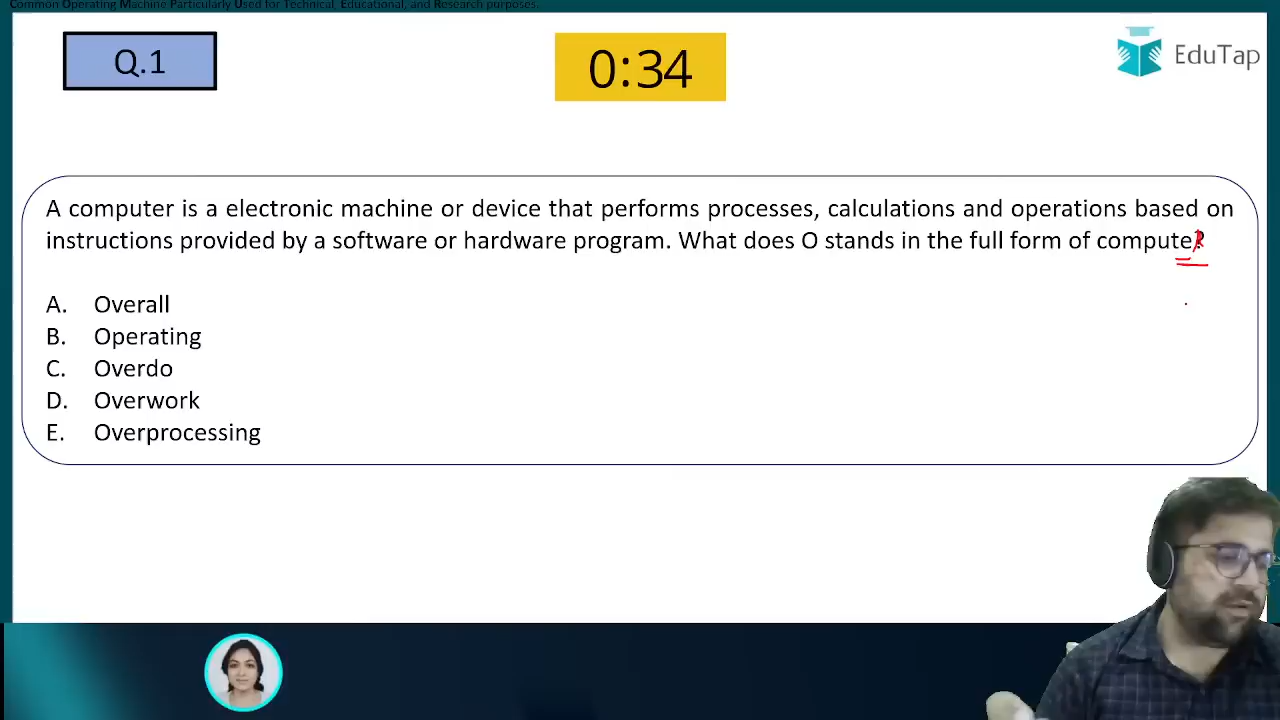 Common Operating Machine Particularly Used for Technical, Educational, and Research purposes.
Q.1
0:34
EduTap
A computer is a electronic machine or device that performs processes, calculations and operations based on
instructions provided by a software or hardware program. What does O stands in the full form of compute?
A. Overall
B. Operating
C. Overdo
D. Overwork
E. Overprocessing